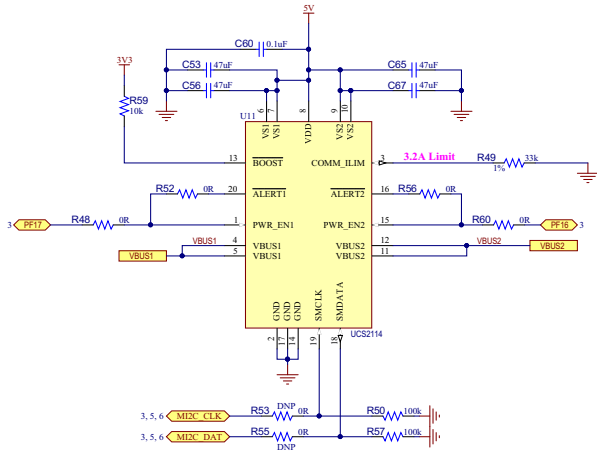 5V
C60 0.1uF
3V3 C53 47uF C65 47uF
C56 47uF C67 47uF
R59
10k
U11 6 7 8 9 10
VS1 VS1 VDD VS2 VS2
13 BOOST COMM_ILIM 3 3.2A Limit R49 33k
1%
R52 0R 20 ALERT1 ALERT2 16 R56 0R
3 PF17 R48 0R 1 PWR_EN1 PWR_EN2 15 R60 0R PF16 3
VBUS1 4 VBUS1 VBUS2 12 VBUS2
VBUS1 5 VBUS1 VBUS2 11 VBUS2
GND GND GND SMCLK SMDATA
2 17 14 19 18 UCS2114
DNP
3, 5, 6 MI2C_CLK R53 0R R50 100k
3, 5, 6 MI2C_DAT R55 0R R57 100k
DNP